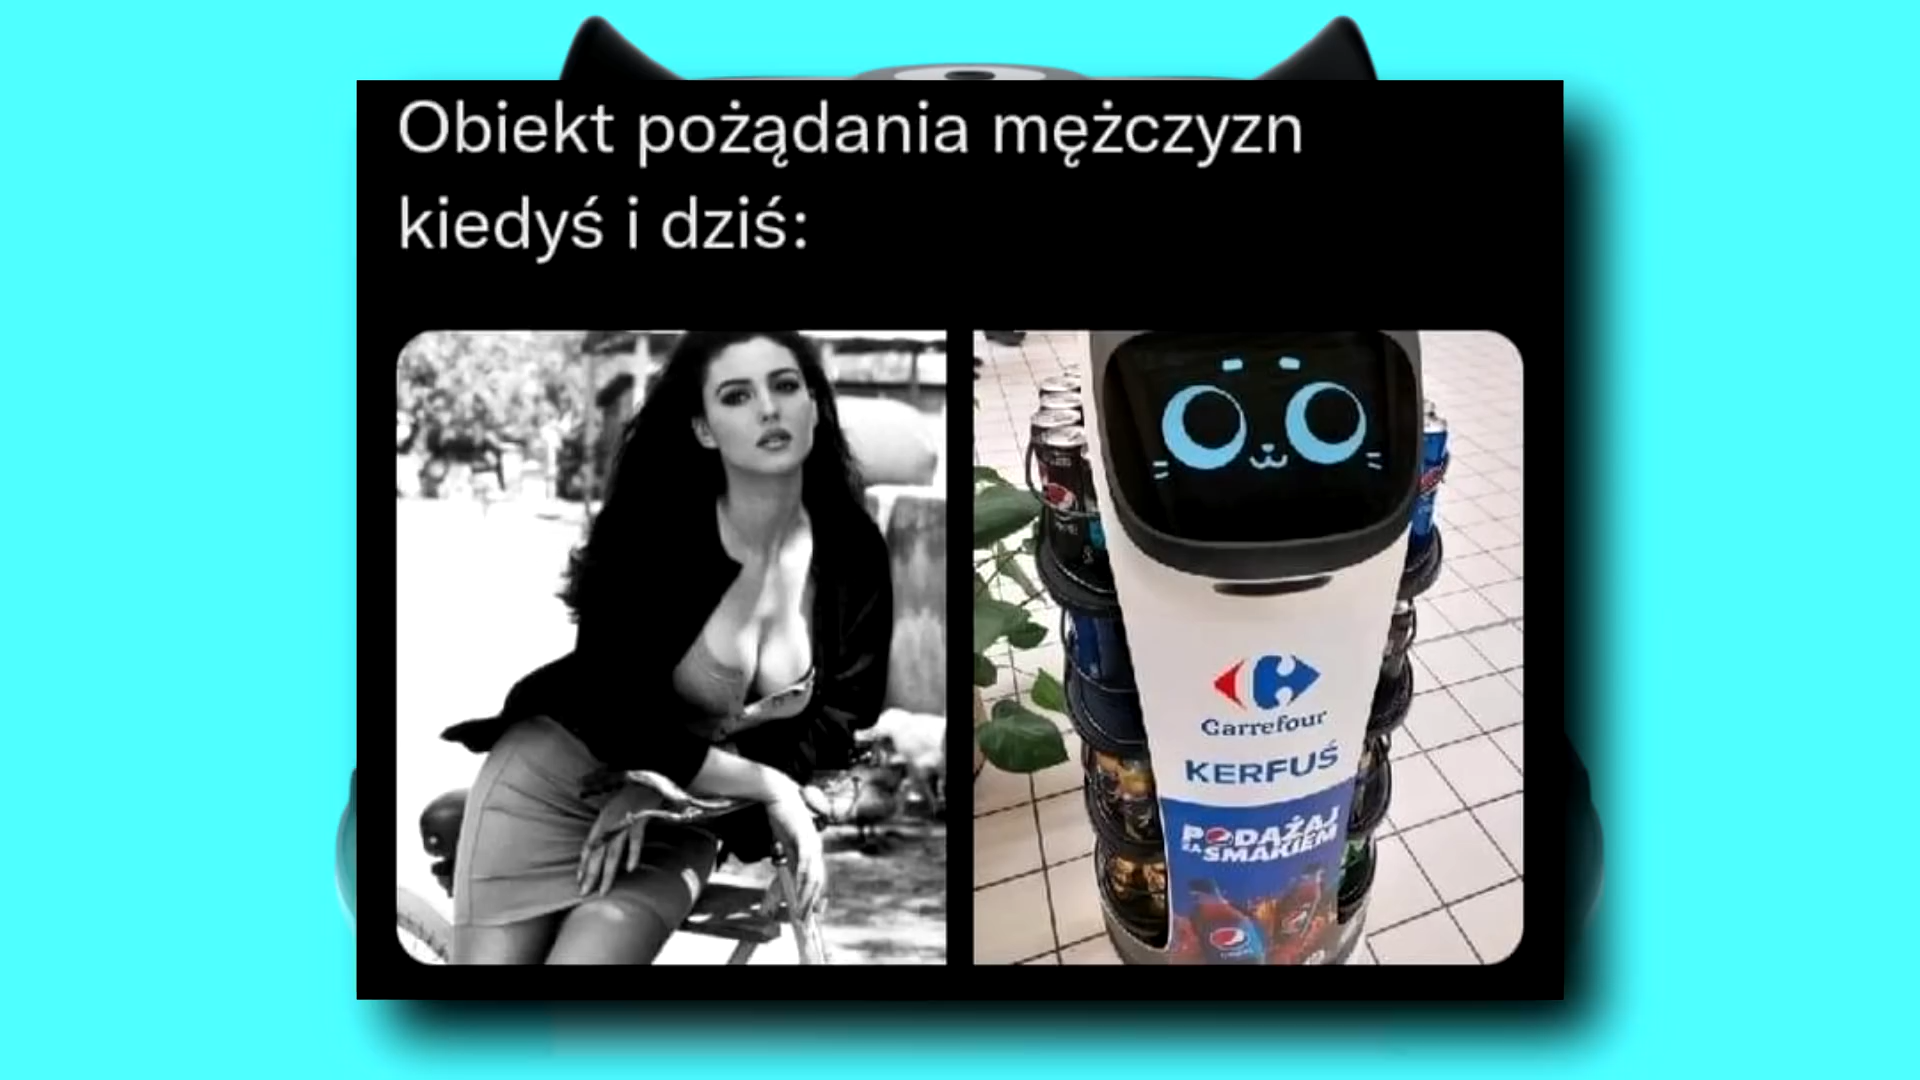 Obiekt pożądania mężczyzn
kiedyś i dziś:
Carrefour
KERFUŚ
PODĄŻAJ
ZA SMAKIEM